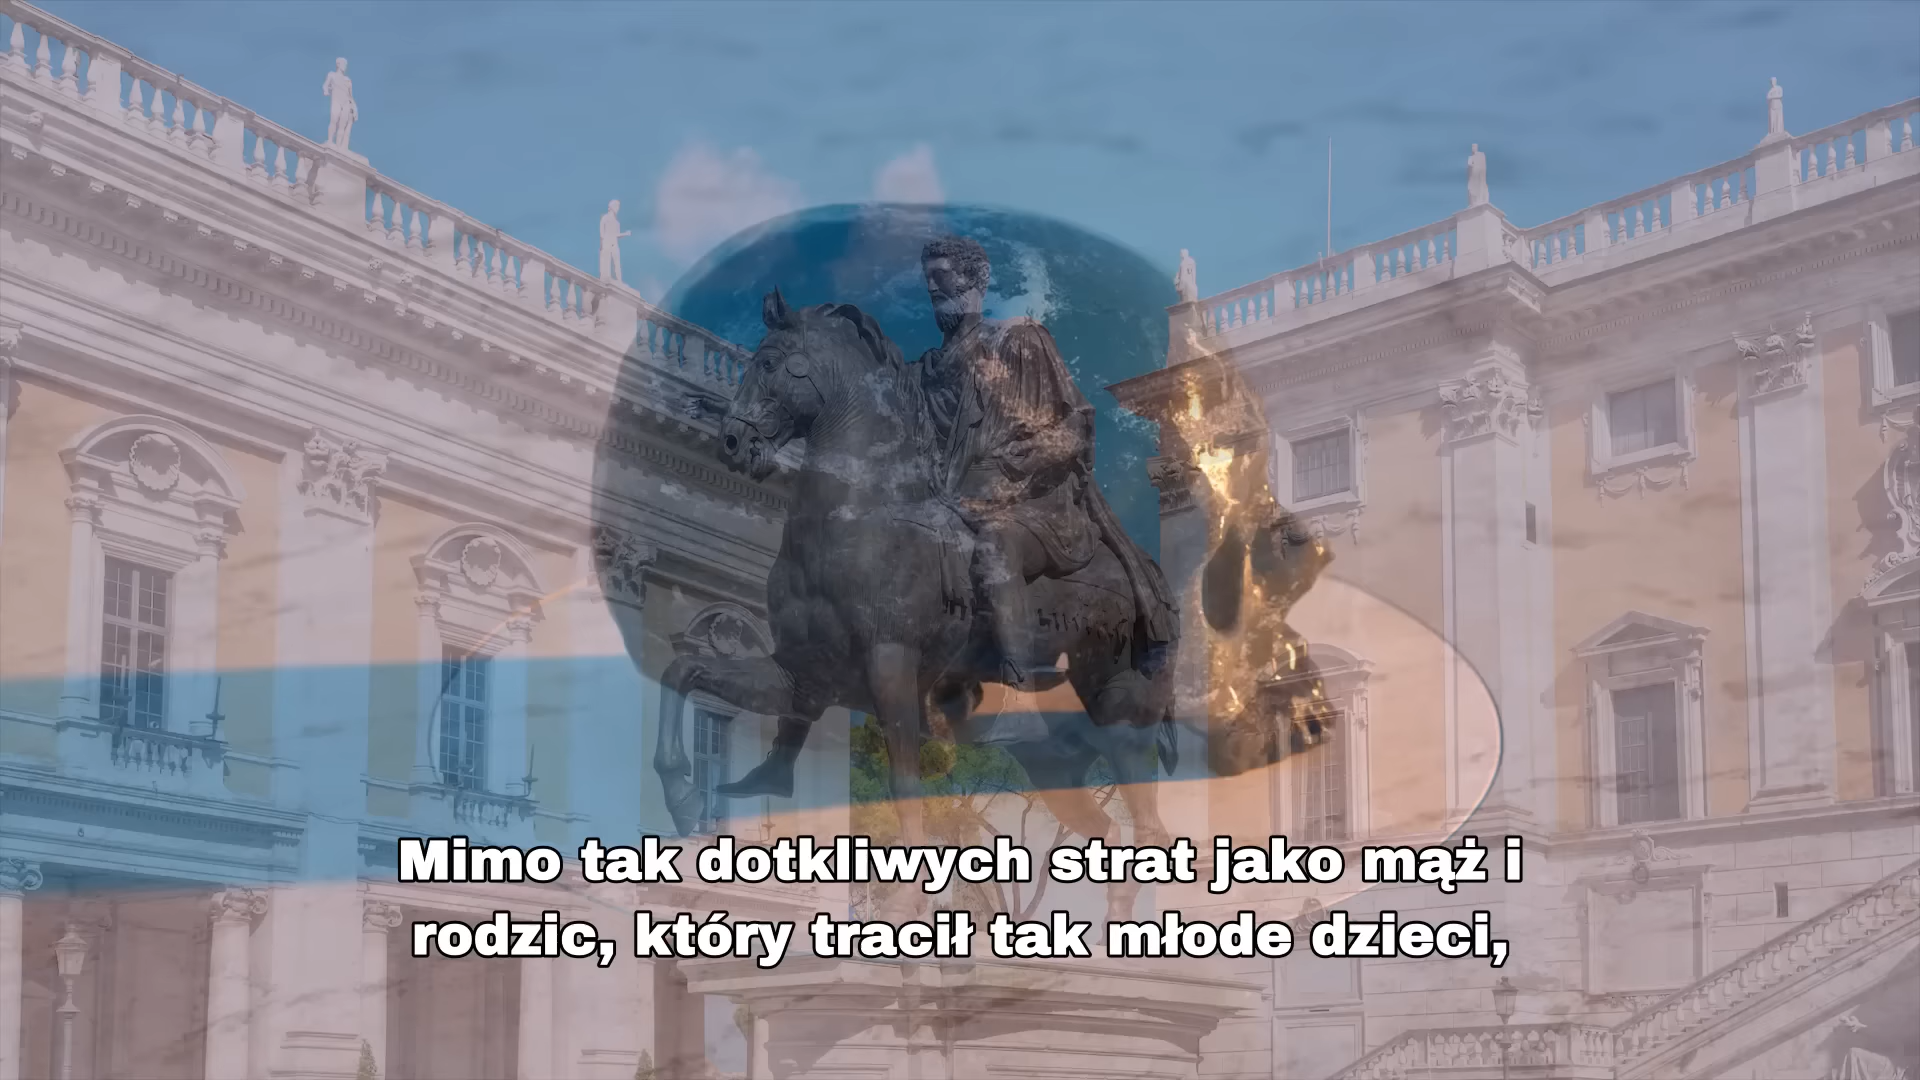 Mimo tak dotkliwych strat jako mąż i
rodzic, który tracił tak młode dzieci,